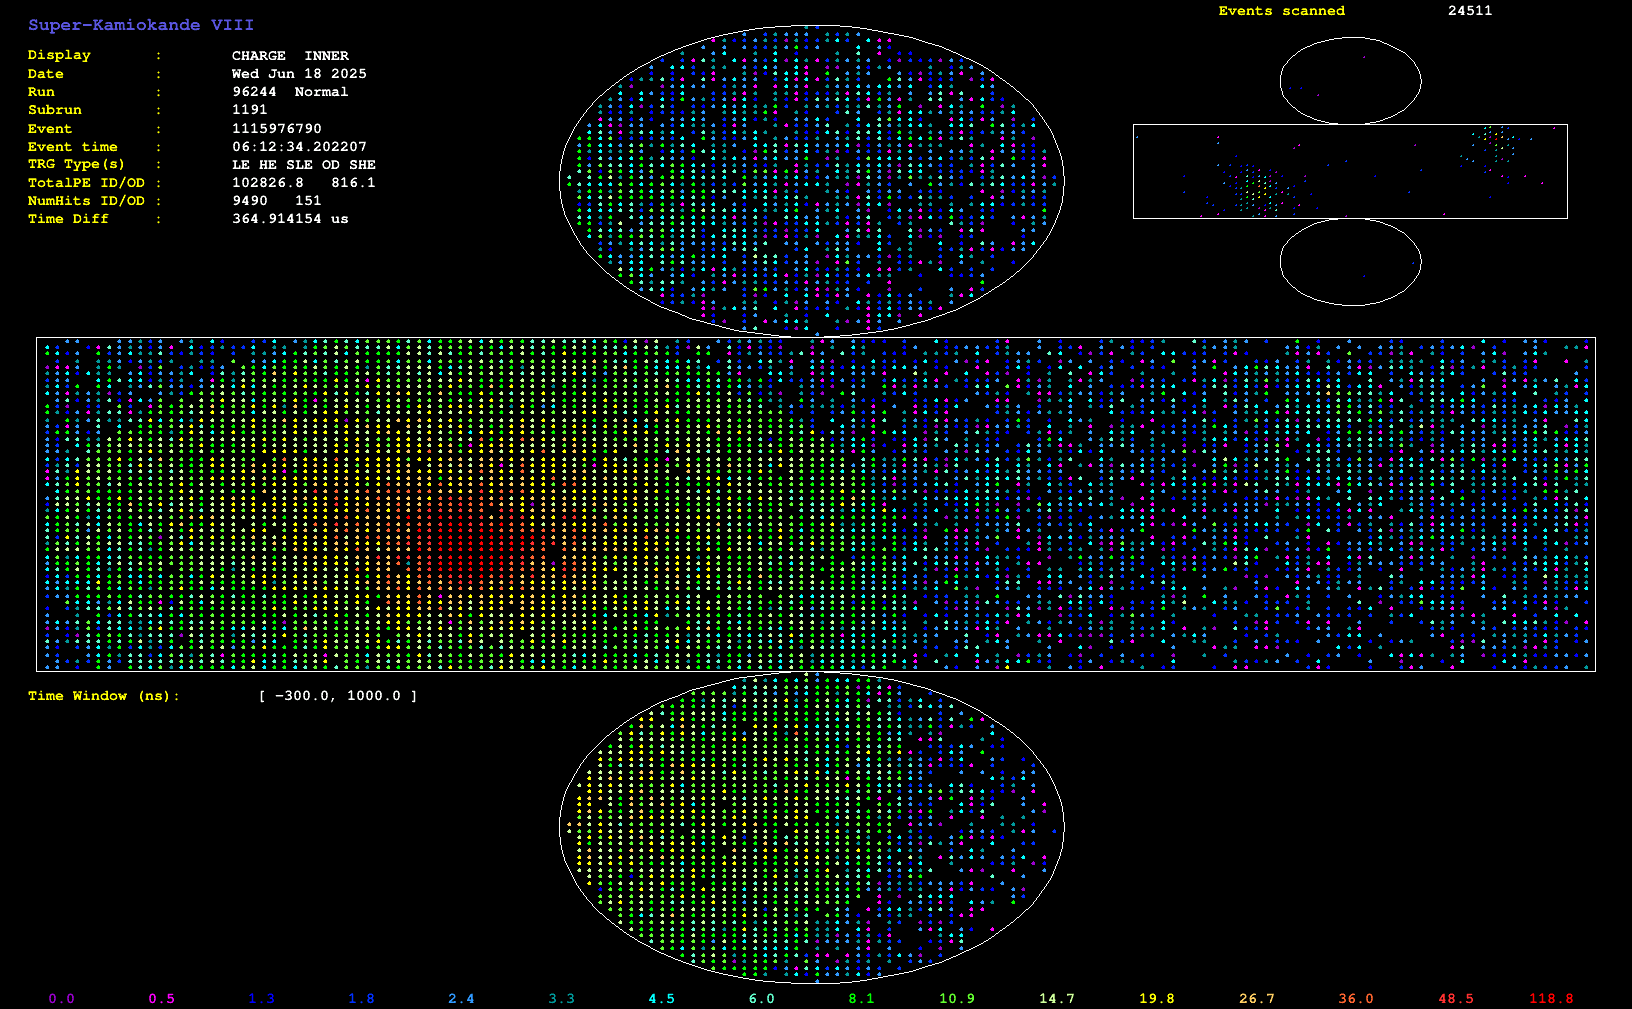 Super-Kamiokande VIII
Events scanned 24511
Display : CHARGE INNER
Date : Wed Jun 18 2025
Run : 96244 Normal
Subrun : 1191
Event : 1115976790
Event time : 06:12:34.202207
TRG Type(s) : LE HE SLE OD SHE
TotalPE ID/OD : 102826.8 816.1
NumHits ID/OD : 9490 151
Time Diff : 364.914154 us
Time Window (ns): [ -300.0, 1000.0 ]
0.0 0.5 1.3 1.8 2.4 3.3 4.5 6.0 8.1 10.9 14.7 19.8 26.7 36.0 48.5 118.8